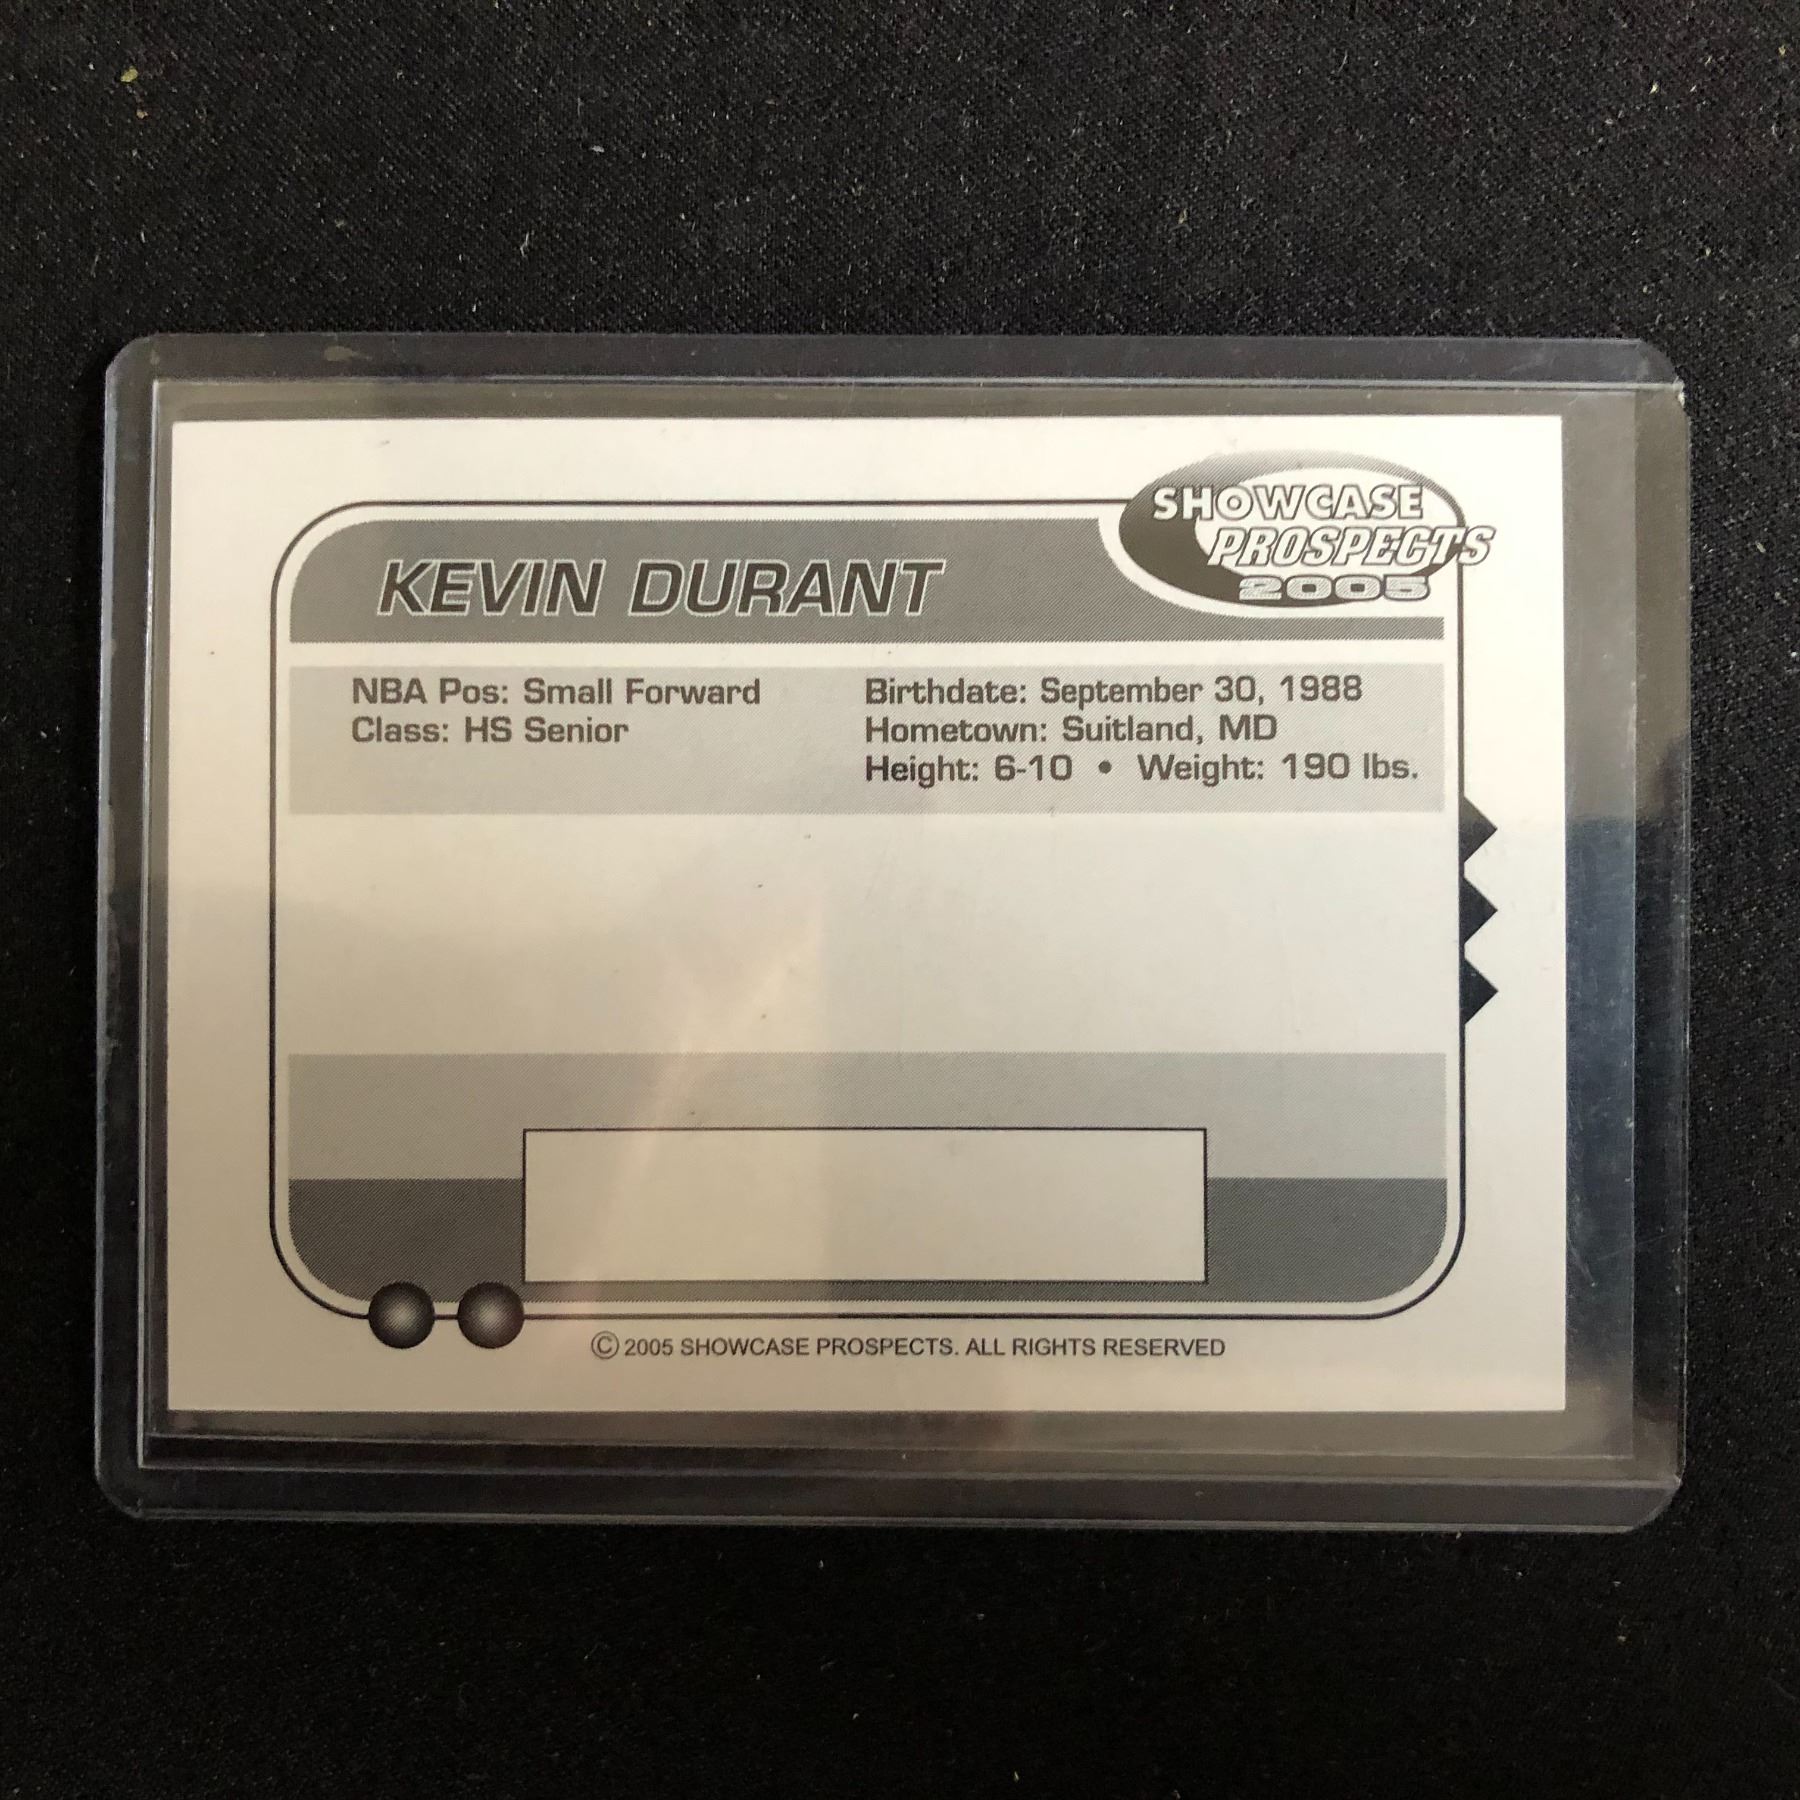 SHOWCASE
PROSPECTS
2005
KEVIN DURANT
NBA Pos: Small Forward
Class: HS Senior
Birthdate: September 30, 1988
Hometown: Suitland, MD
Height: 6-10 • Weight: 190 lbs.
© 2005 SHOWCASE PROSPECTS. ALL RIGHTS RESERVED